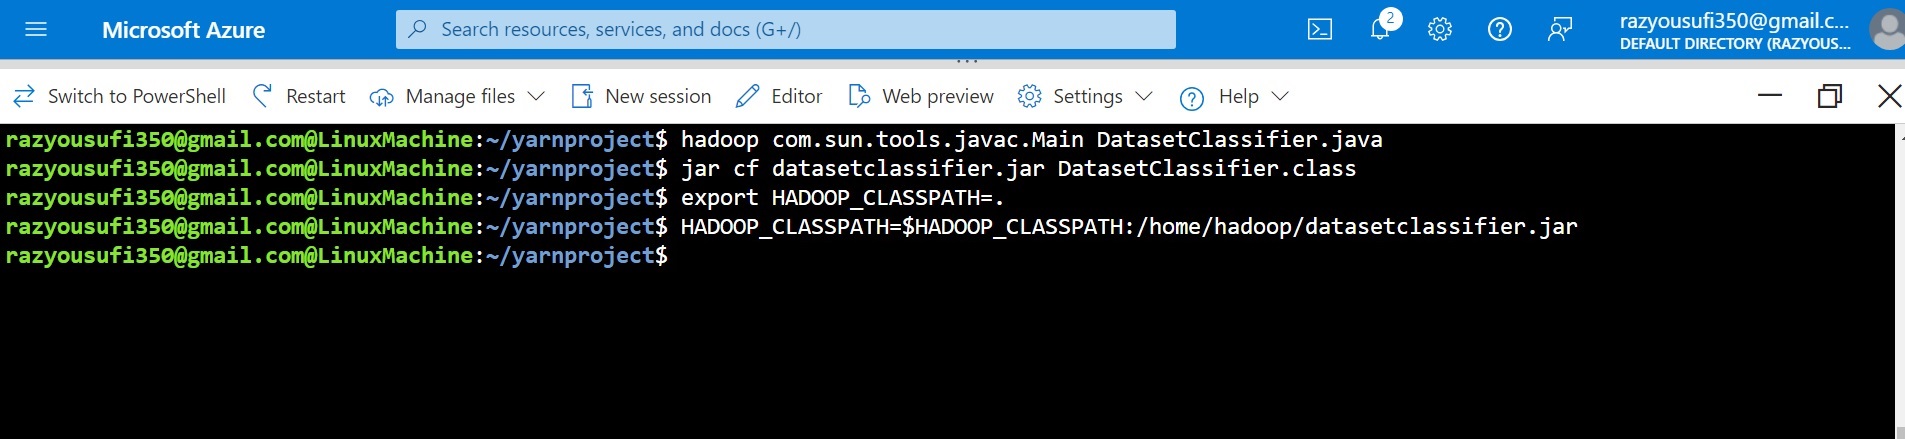 Microsoft Azure
Search resources, services, and docs (G+/)
2
razyousufi350@gmail.c...
DEFAULT DIRECTORY (RAZYOUS...
Switch to PowerShell Restart Manage files New session Editor Web preview Settings Help
razyousufi350@gmail.com@LinuxMachine:~/yarnproject$ hadoop com.sun.tools.javac.Main DatasetClassifier.java
razyousufi350@gmail.com@LinuxMachine:~/yarnproject$ jar cf datasetclassifier.jar DatasetClassifier.class
razyousufi350@gmail.com@LinuxMachine:~/yarnproject$ export HADOOP_CLASSPATH=.
razyousufi350@gmail.com@LinuxMachine:~/yarnproject$ HADOOP_CLASSPATH=$HADOOP_CLASSPATH:/home/hadoop/datasetclassifier.jar
razyousufi350@gmail.com@LinuxMachine:~/yarnproject$